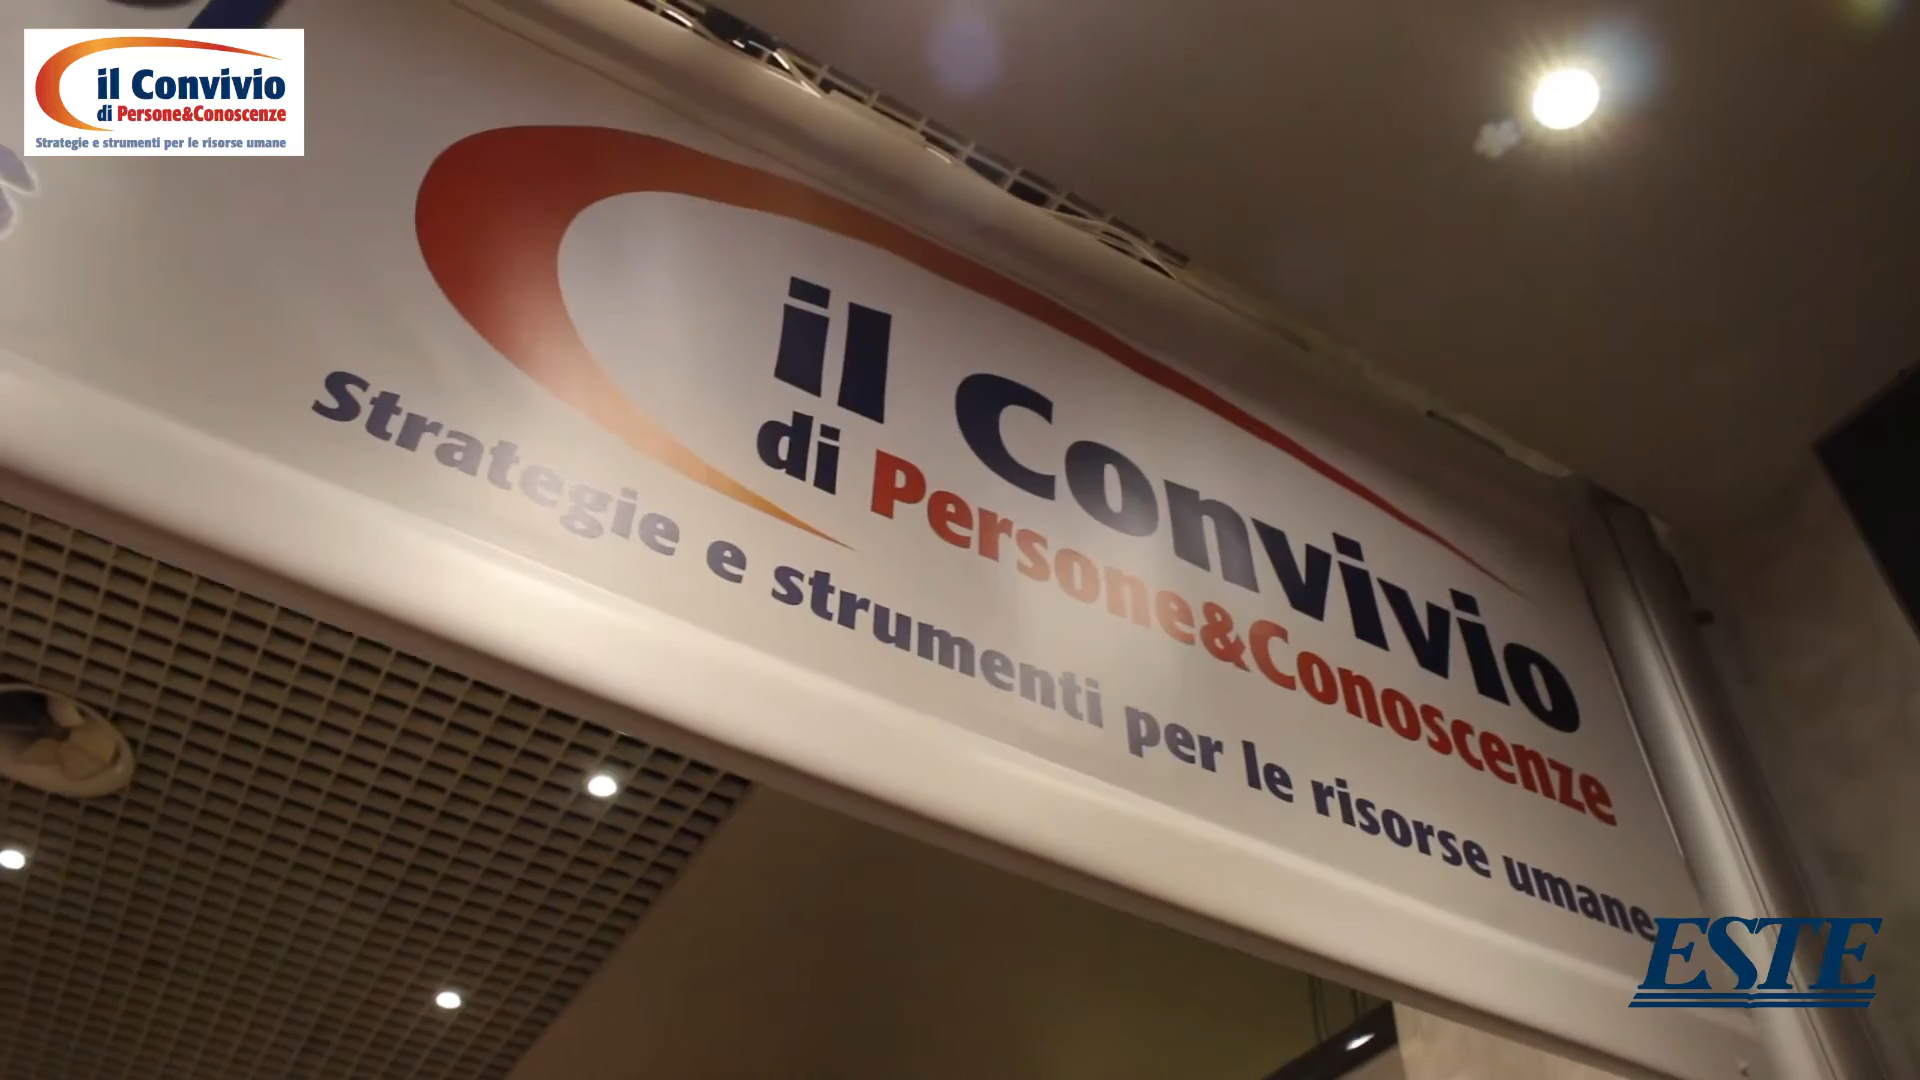 il Convivio
di Persone&Conoscenze
Strategie e strumenti per le risorse umane
il Convivio
di Persone&Conoscenze
Strategie e strumenti per le risorse umane
ESTE